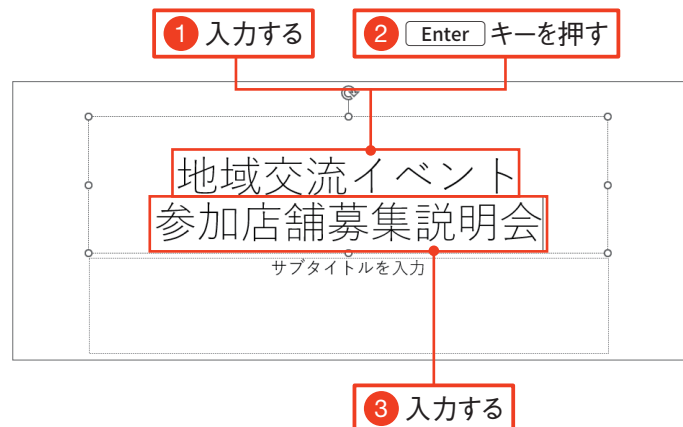 1 入力する
2 Enter キーを押す
地域交流イベント
参加店舗募集説明会
サブタイトルを入力
3 入力する